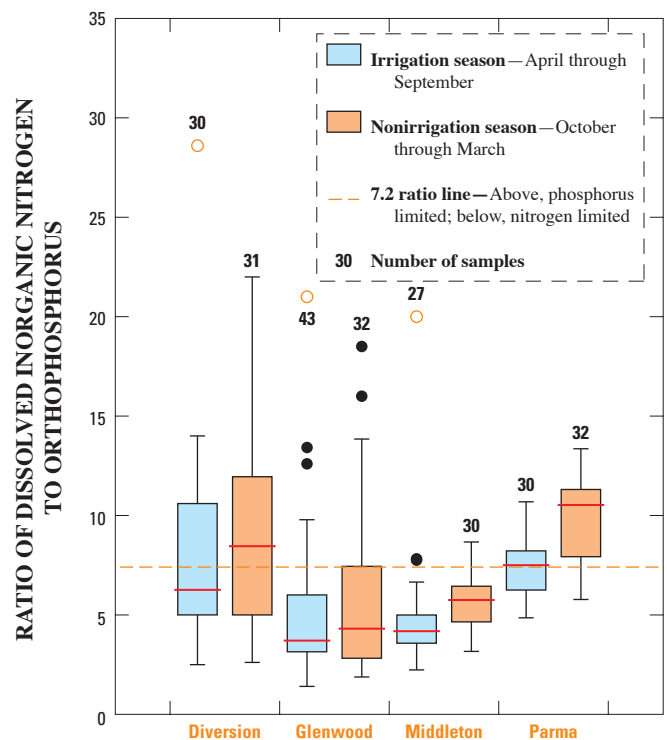 RATIO OF DISSOLVED INORGANIC NITROGEN
TO ORTHOPHOSPHORUS
35
30
25
20
15
10
5
0
Irrigation season—April through
September
Nonirrigation season—October
through March
7.2 ratio line—Above, phosphorus
limited; below, nitrogen limited
30 Number of samples
30
31
43
32
27
30
30
32
Diversion Glenwood Middleton Parma